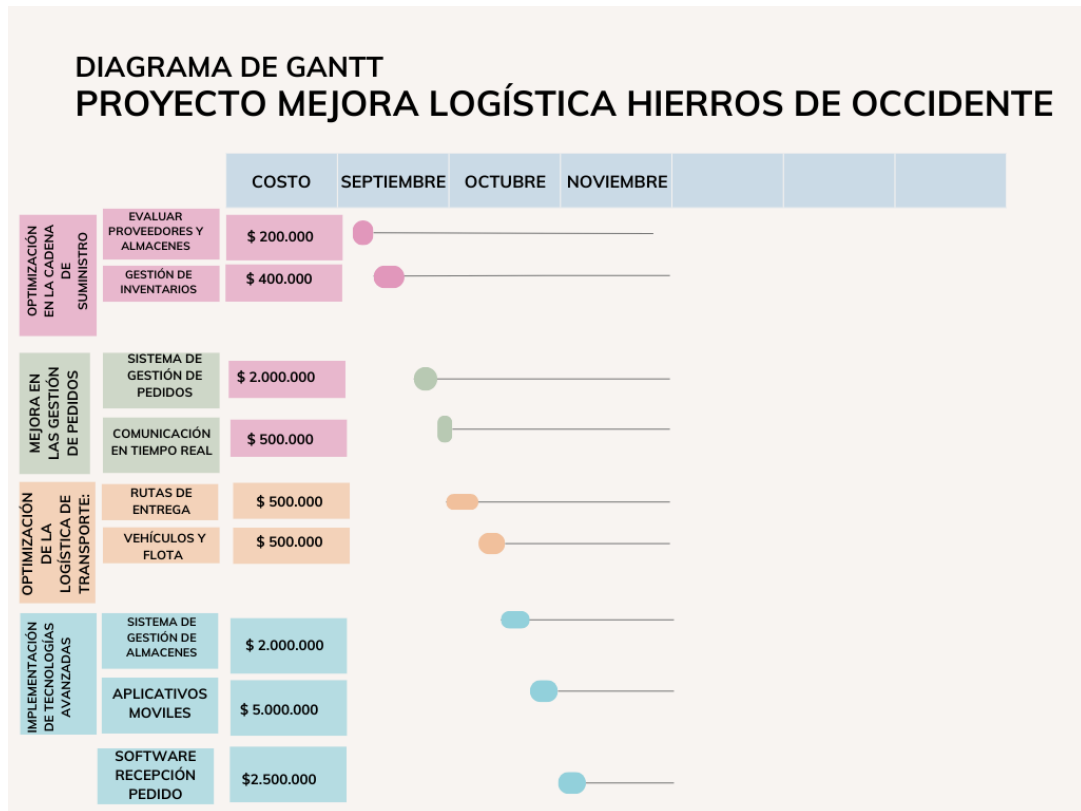 DIAGRAMA DE GANTT
PROYECTO MEJORA LOGÍSTICA HIERROS DE OCCIDENTE
COSTO SEPTIEMBRE OCTUBRE NOVIEMBRE
OPTIMIZACIÓN
EN LA CADENA
DE
SUMINISTRO
EVALUAR
PROVEEDORES Y
ALMACENES
$ 200.000
GESTIÓN DE
INVENTARIOS
$ 400.000
MEJORA EN
LAS GESTIÓN
DE PEDIDOS
SISTEMA DE
GESTIÓN DE
PEDIDOS
$ 2.000.000
COMUNICACIÓN
EN TIEMPO REAL
$ 500.000
OPTIMIZACIÓN
DE LA
LOGÍSTICA DE
TRANSPORTE:
RUTAS DE
ENTREGA
$ 500.000
VEHÍCULOS Y
FLOTA
$ 500.000
IMPLEMENTACIÓN
DE TECNOLOGÍAS
AVANZADAS
SISTEMA DE
GESTIÓN DE
ALMACENES
$ 2.000.000
APLICATIVOS
MOVILES
$ 5.000.000
SOFTWARE
RECEPCIÓN
PEDIDO
$2.500.000